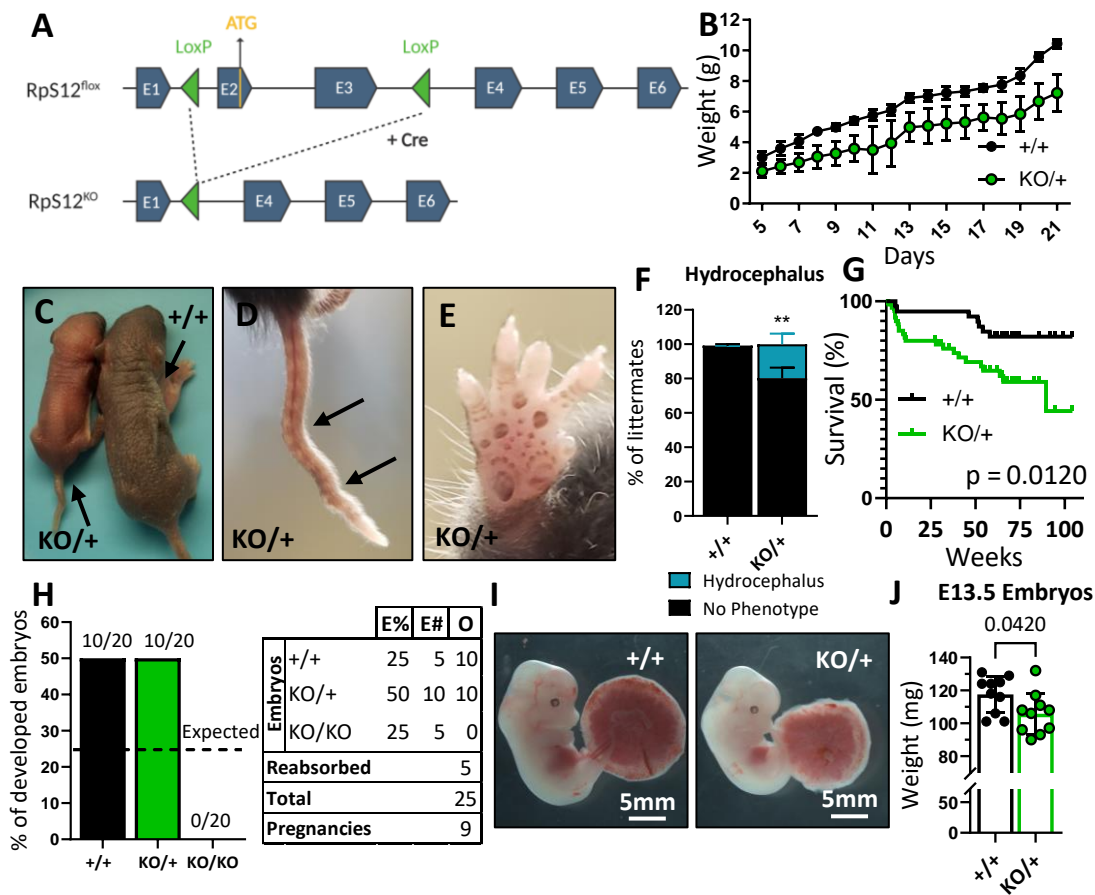 A
ATG
LoxP
LoxP
RpS12flox
E1
E2
E3
E4
E5
E6
+ Cre
RpS12KO
E1
E4
E5
E6
B
Weight (g)
12
10
8
6
4
2
0
+/+
KO/+
5
7
9
11
13
15
17
19
21
Days
C
+/+
KO/+
D
KO/+
E
KO/+
F
Hydrocephalus
% of littermates
120
100
80
60
40
20
0
**
+/+
KO/+
Hydrocephalus
No Phenotype
G
Survival (%)
100
50
0
+/+
KO/+
p = 0.0120
0
25
50
75
100
Weeks
H
% of developed embryos
60
50
40
30
20
10
0
10/20
10/20
Expected
0/20
+/+
KO/+
KO/KO
E% E# O
Embryos
+/+ 25 5 10
KO/+ 50 10 10
KO/KO 25 5 0
Reabsorbed 5
Total 25
Pregnancies 9
I
+/+
5mm
KO/+
5mm
J
E13.5 Embryos
0.0420
Weight (mg)
140
120
100
80
50
0
+/+
KO/+